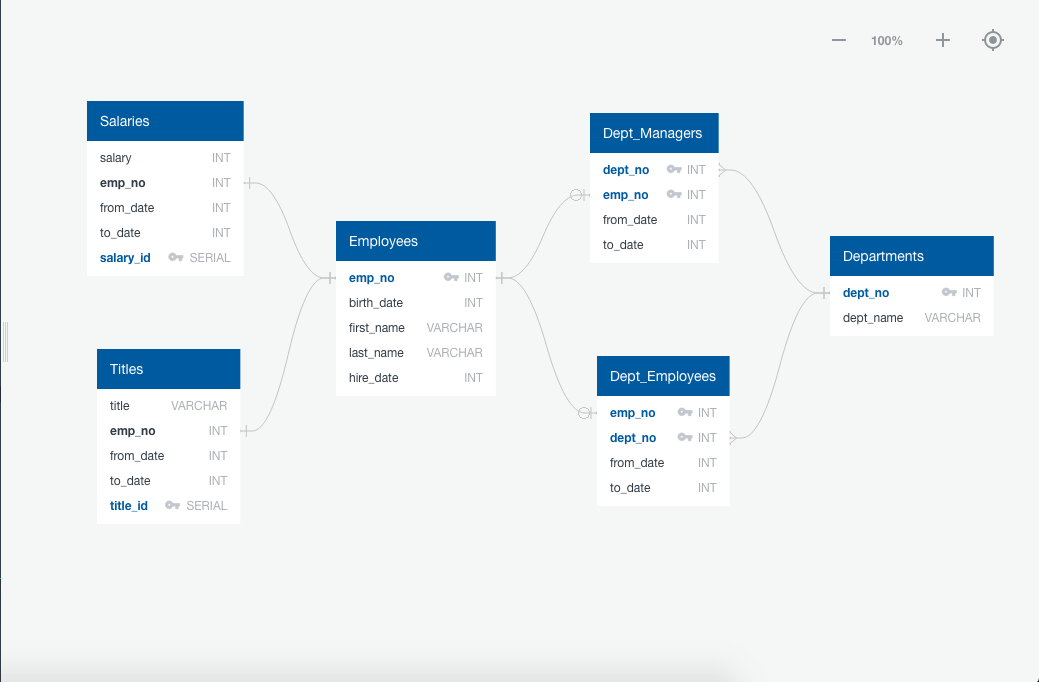 100%
Salaries
salary INT
emp_no INT
from_date INT
to_date INT
salary_id SERIAL
Titles
title VARCHAR
emp_no INT
from_date INT
to_date INT
title_id SERIAL
Employees
emp_no INT
birth_date INT
first_name VARCHAR
last_name VARCHAR
hire_date INT
Dept_Managers
dept_no INT
emp_no INT
from_date INT
to_date INT
Dept_Employees
emp_no INT
dept_no INT
from_date INT
to_date INT
Departments
dept_no INT
dept_name VARCHAR